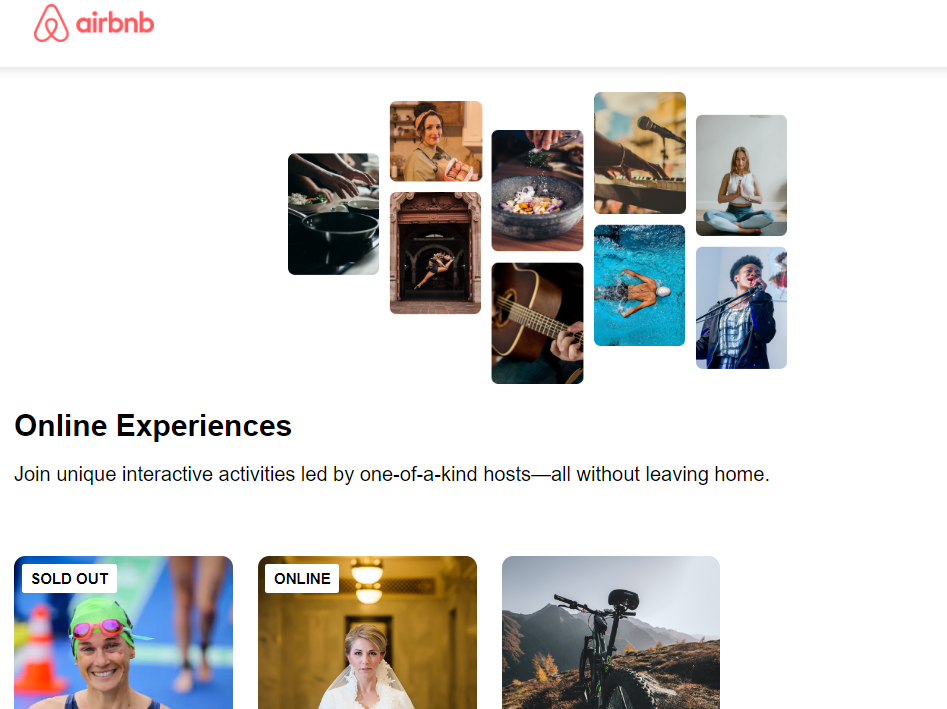 airbnb
Online Experiences
Join unique interactive activities led by one-of-a-kind hosts—all without leaving home.
SOLD OUT
ONLINE